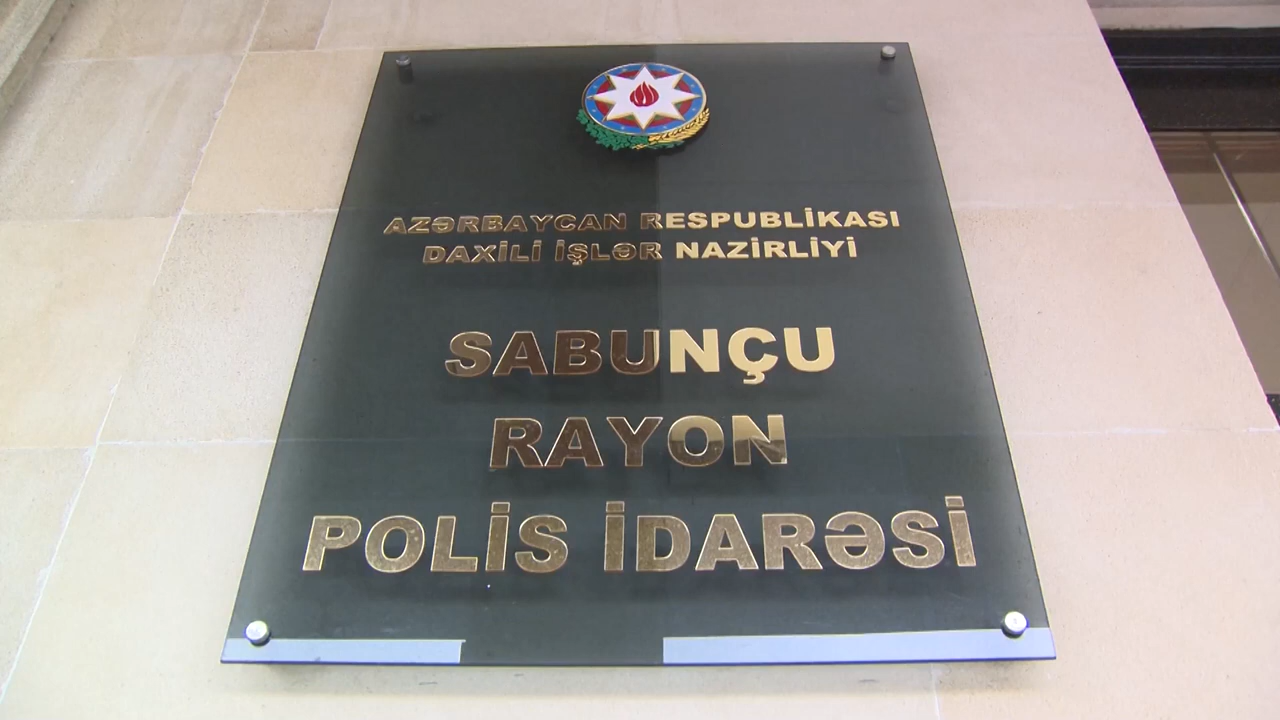 AZƏRBAYCAN RESPUBLİKASI
DAXİLİ İŞLƏR NAZİRLİYİ
SABUNÇU
RAYON
POLİS İDARƏSİ